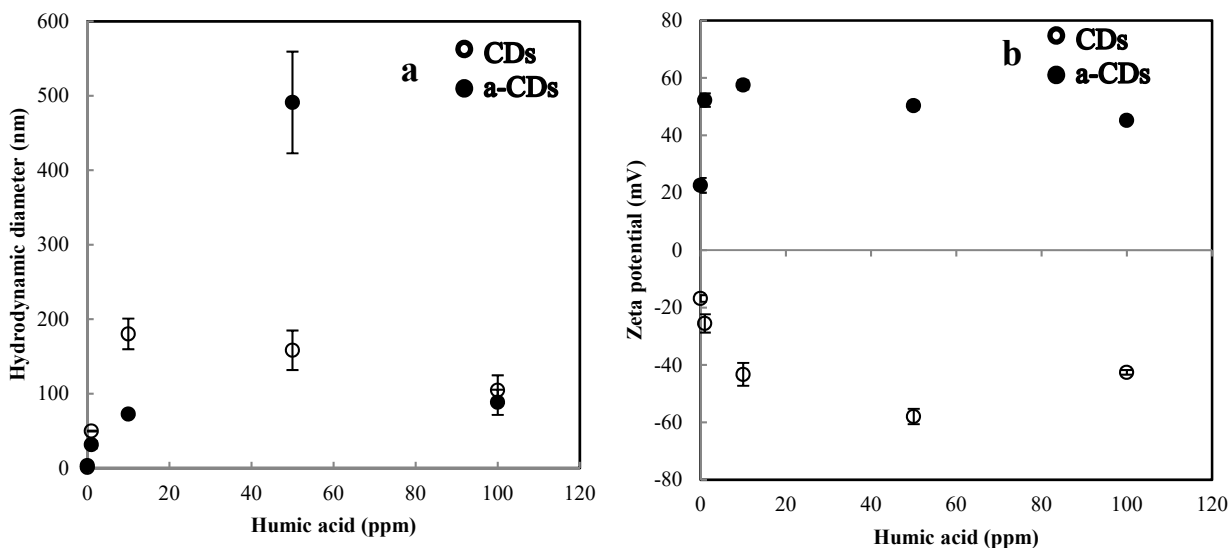 600
500
400
300
200
100
0
0 20 40 60 80 100 120
Hydrodynamic diameter (nm)
Humic acid (ppm)
a
CDs
a-CDs
80
60
40
20
0
-20
-40
-60
-80
0 20 40 60 80 100 120
Zeta potential (mV)
Humic acid (ppm)
b
CDs
a-CDs